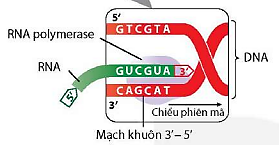 5'
GTCGTA
RNA polymerase
RNA
GUCGUA 3'
DNA
CAGCAT
5'
3'
Chiều phiên mã
Mạch khuôn 3'– 5'